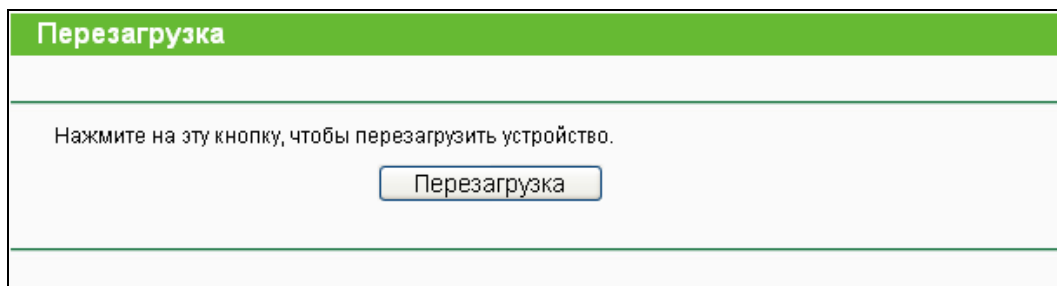 Перезагрузка
Нажмите на эту кнопку, чтобы перезагрузить устройство.
Перезагрузка